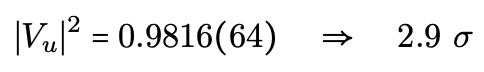 |V_u|^2 = 0.9816(64) ⇒ 2.9 σ